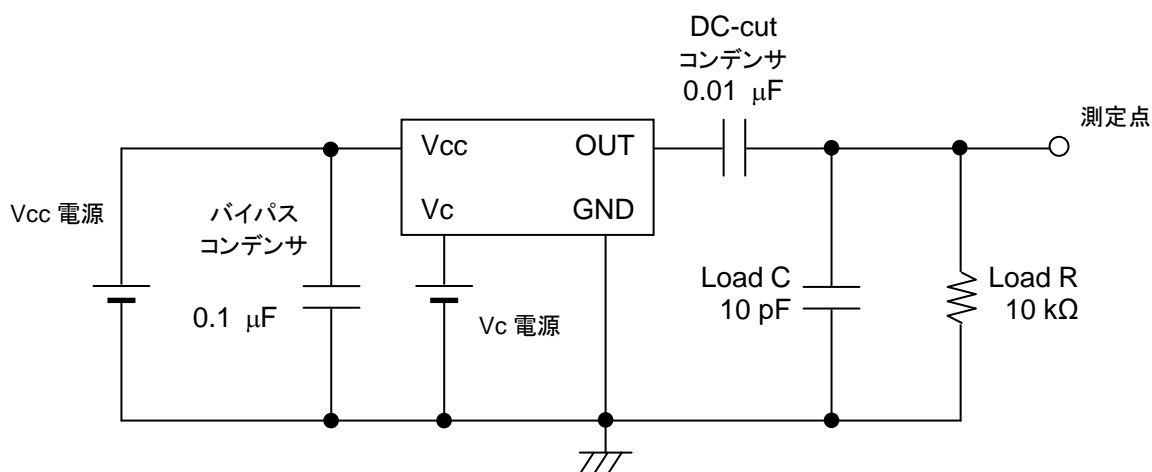 DC-cut
コンデンサ
0.01 μF
測定点
Vcc OUT
Vc GND
Vcc 電源
バイパス
コンデンサ
0.1 μF
Vc 電源
Load C
10 pF
Load R
10 kΩ